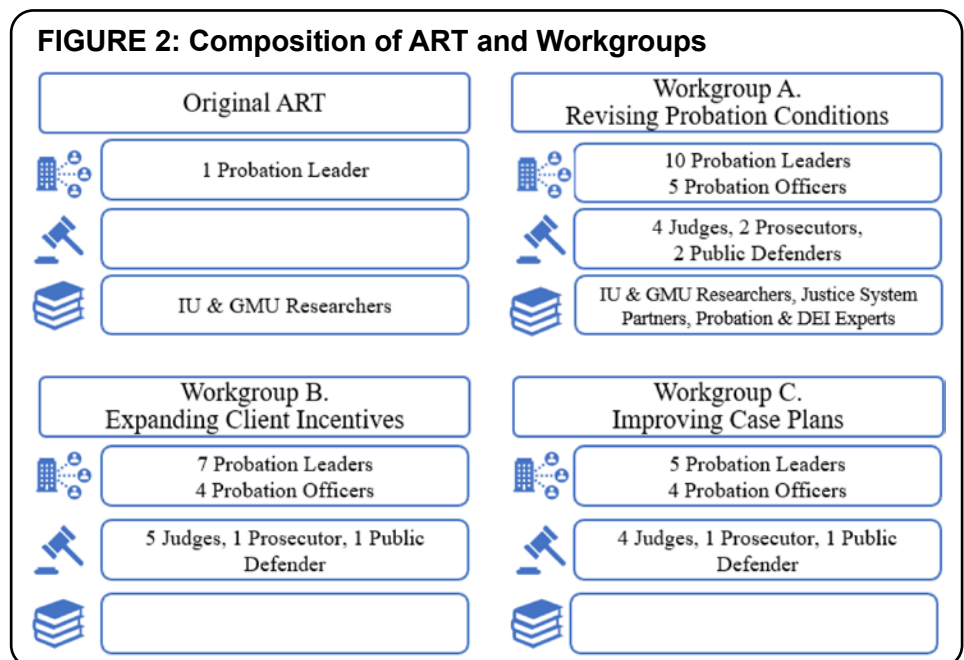 FIGURE 2: Composition of ART and Workgroups
Original ART
1 Probation Leader
IU & GMU Researchers
Workgroup A.
Revising Probation Conditions
10 Probation Leaders
5 Probation Officers
4 Judges, 2 Prosecutors,
2 Public Defenders
IU & GMU Researchers, Justice System
Partners, Probation & DEI Experts
Workgroup B.
Expanding Client Incentives
7 Probation Leaders
4 Probation Officers
5 Judges, 1 Prosecutor, 1 Public
Defender
Workgroup C.
Improving Case Plans
5 Probation Leaders
4 Probation Officers
4 Judges, 1 Prosecutor, 1 Public
Defender